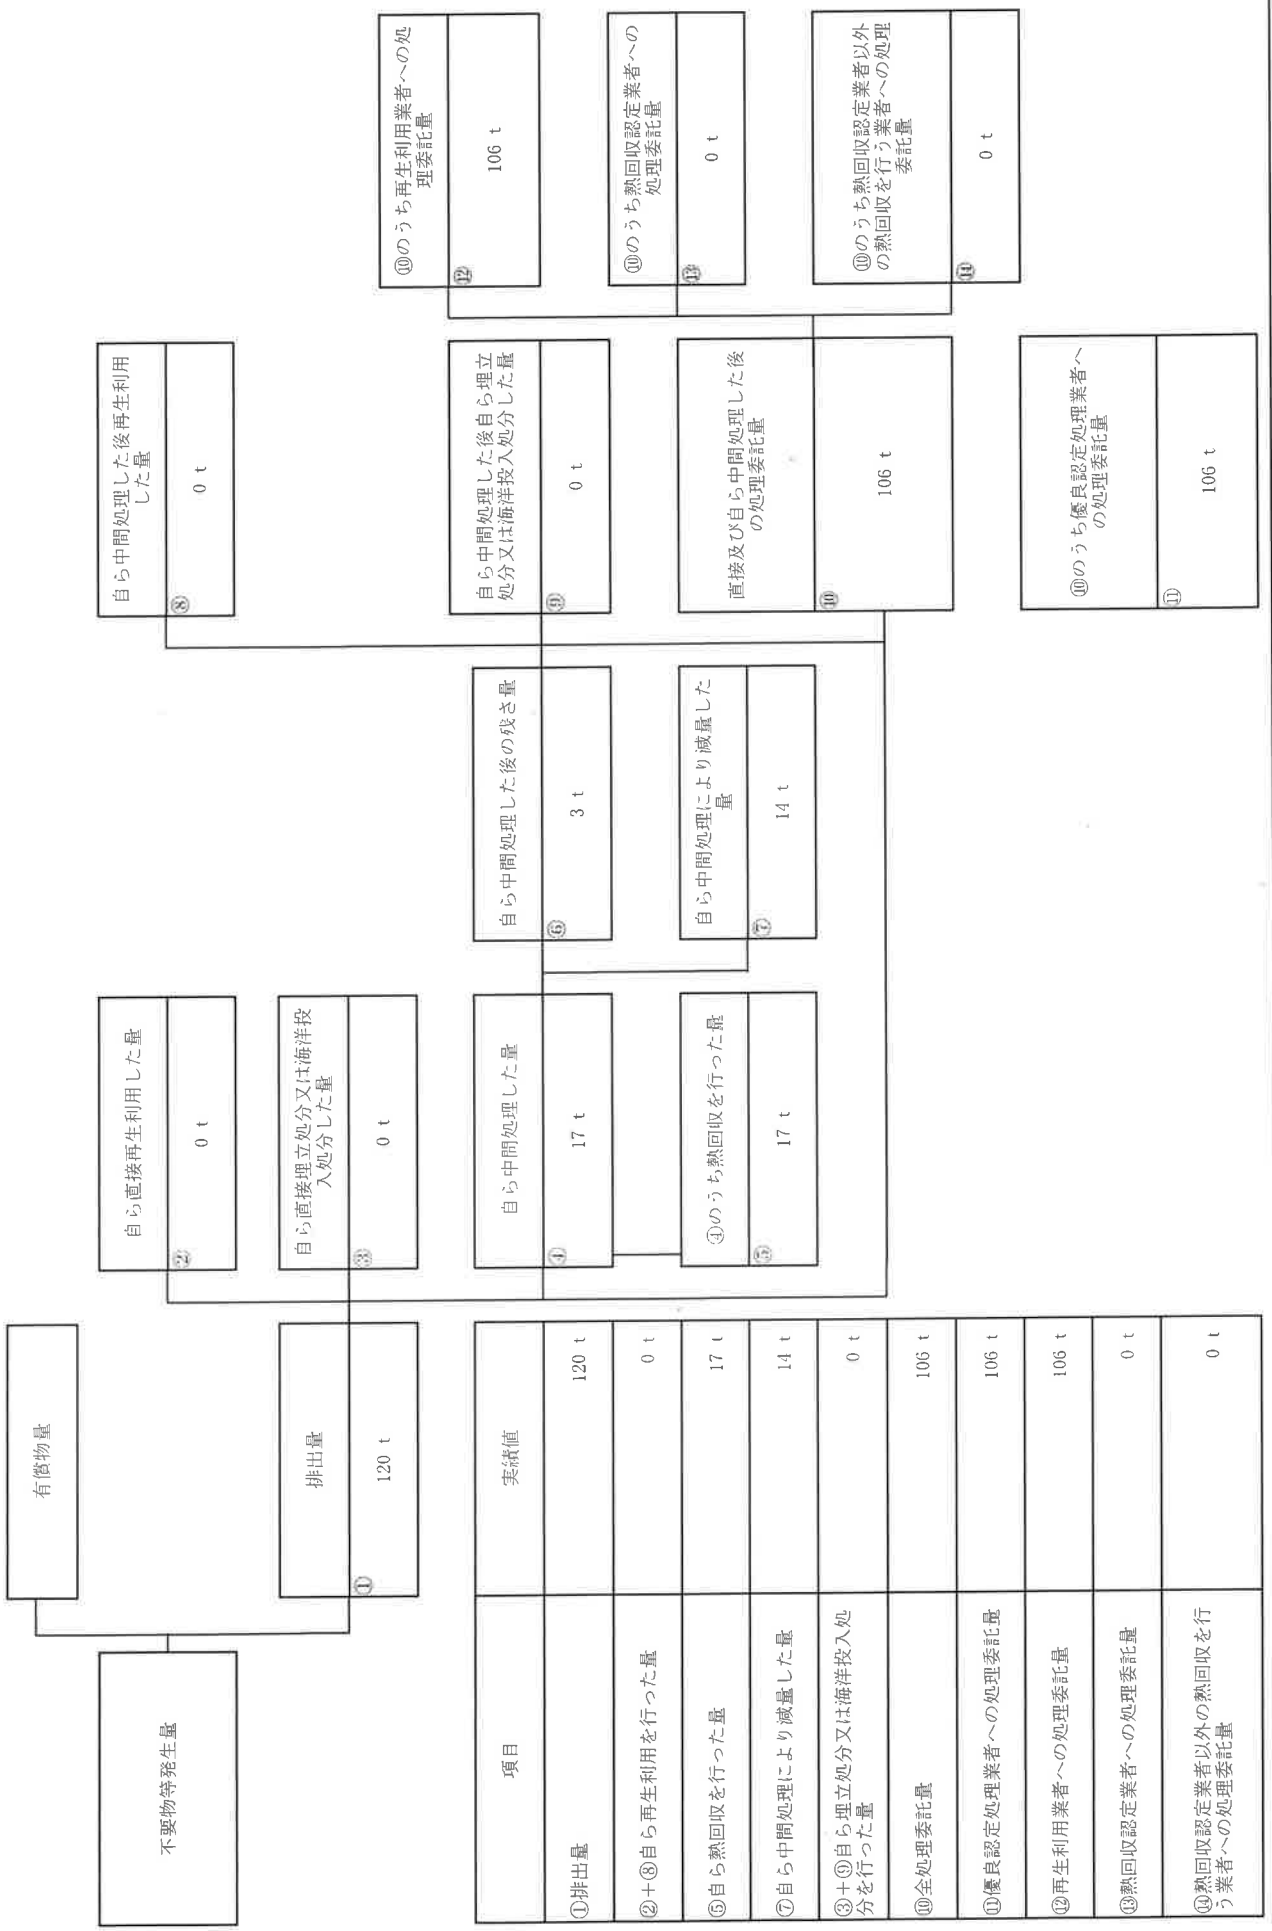 不要物等発生量
有償物量
排出量
①
120 t
自ら直接再生利用した量
②
0 t
自ら直接埋立処分又は海洋投
入処分した量
③
0 t
自ら中間処理した量
④
17 t
④のうち熱回収を行った量
⑤
17 t
自ら中間処理した後の残さ量
⑥
3 t
自ら中間処理により減量した
量
⑦
14 t
自ら中間処理した後再生利用
した量
⑧
0 t
自ら中間処理した後自ら埋立
処分又は海洋投入処分した量
⑨
0 t
直接及び自ら中間処理した後
の処理委託量
⑩
106 t
⑩のうち優良認定処理業者へ
の処理委託量
⑪
106 t
⑩のうち再生利用業者への処
理委託量
⑫
106 t
⑩のうち熱回収認定業者への
処理委託量
⑬
0 t
⑩のうち熱回収認定業者以外
の熱回収を行う業者への処理
委託量
⑭
0 t
項目 実績値
①排出量 120 t
②+⑧自ら再生利用を行った量 0 t
⑤自ら熱回収を行った量 17 t
⑦自ら中間処理により減量した量 14 t
③+⑨自ら埋立処分又は海洋投入処
分を行った量 0 t
⑩全処理委託量 106 t
⑪優良認定処理業者への処理委託量 106 t
⑫再生利用業者への処理委託量 106 t
⑬熱回収認定業者への処理委託量 0 t
⑭熱回収認定業者以外の熱回収を行
う業者への処理委託量 0 t